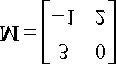 M = [ 3 0
-1 2 ]